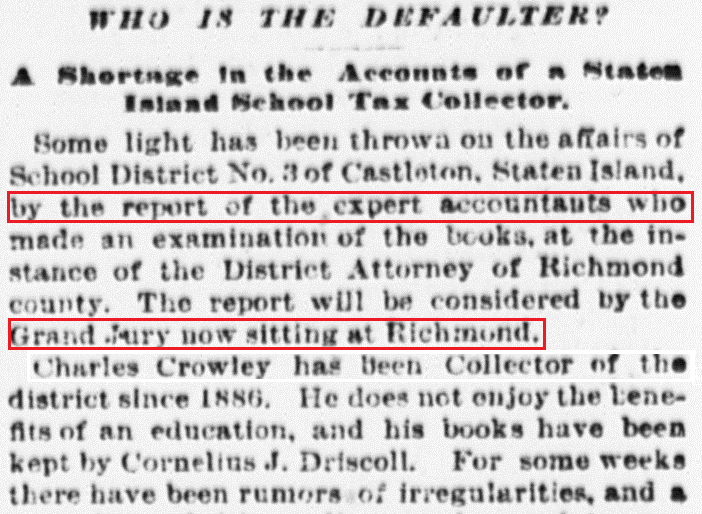 WHO IS THE DEFAULTER?
A Shortage in the Accounts of a Staten
Island School Tax Collector.
Some light has been thrown on the affairs of
School District No. 3 of Castleton, Staten Island,
by the report of the expert accountauts who
made an examination of the books, at the in-
stance of the District Attorney of Richmond
county. The report will be considered by the
Grand Jury now sitting at Richmond.
Charles Crowley has been Collector of the
district since 1886. He does not enjoy the bene-
fits of an education, and his books have been
kept by Cornelius J. Driscoll. For some weeks
there have been rumors of irregularities, and a